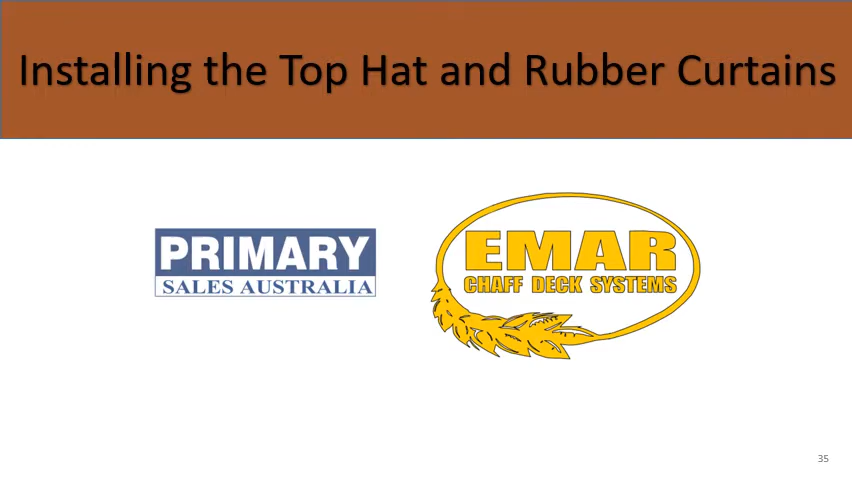 Installing the Top Hat and Rubber Curtains
PRIMARY
SALES AUSTRALIA
EMAR
CHAFF DECK SYSTEMS
35